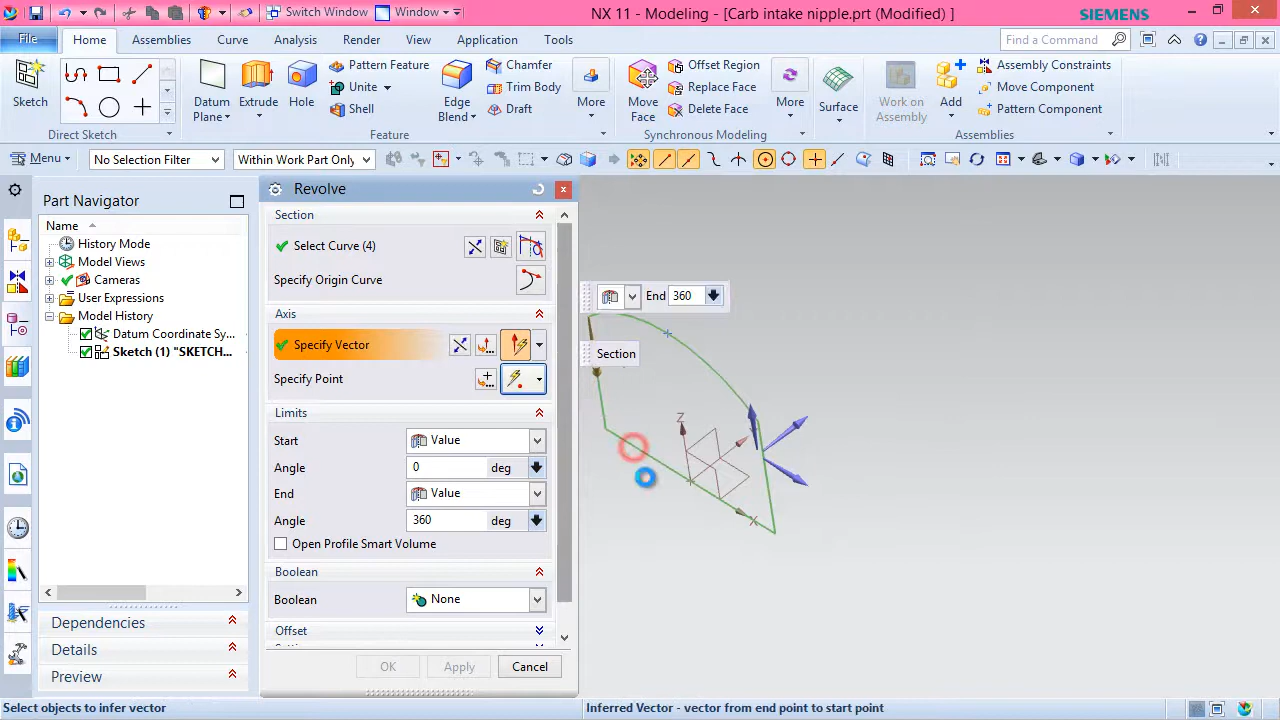 Switch Window
Window
NX 11 - Modeling - [Carb intake nipple.prt (Modified) ]
SIEMENS
File
Home
Assemblies
Curve
Analysis
Render
View
Application
Tools
Find a Command
Sketch
Direct Sketch
Datum
Plane
Extrude
Hole
Pattern Feature
Unite
Shell
Edge
Blend
Chamfer
Trim Body
Draft
More
Feature
Move
Face
Offset Region
Replace Face
Delete Face
More
Synchronous Modeling
Surface
Work on
Assembly
Add
Assembly Constraints
Move Component
Pattern Component
Assemblies
Menu
No Selection Filter
Within Work Part Only
Part Navigator
Name
History Mode
Model Views
Cameras
User Expressions
Model History
Datum Coordinate Sy...
Sketch (1) "SKETCH...
Dependencies
Details
Preview
Revolve
Section
Select Curve (4)
Specify Origin Curve
Axis
Specify Vector
Specify Point
Limits
Start
Value
Angle
0
deg
End
Value
Angle
360
deg
Open Profile Smart Volume
Boolean
Boolean
None
Offset
OK
Apply
Cancel
End 360
Section
Z
X
Select objects to infer vector
Inferred Vector - vector from end point to start point